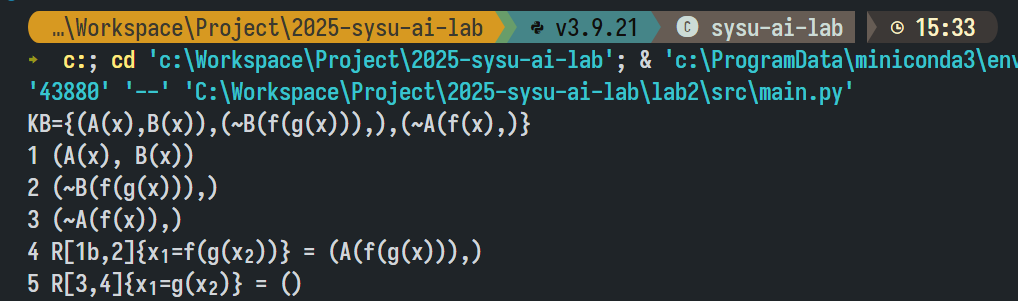 …\Workspace\Project\2025-sysu-ai-lab v3.9.21 C sysu-ai-lab 15:33
c:; cd 'c:\Workspace\Project\2025-sysu-ai-lab'; & 'c:\ProgramData\miniconda3\env
'43880' '--' 'C:\Workspace\Project\2025-sysu-ai-lab\lab2\src\main.py'
KB={(A(x),B(x)),(~B(f(g(x))),),(~A(f(x),)}
1 (A(x), B(x))
2 (~B(f(g(x))),)
3 (~A(f(x)),)
4 R[1b,2]{x₁=f(g(x₂))} = (A(f(g(x))),)
5 R[3,4]{x₁=g(x₂)} = ()